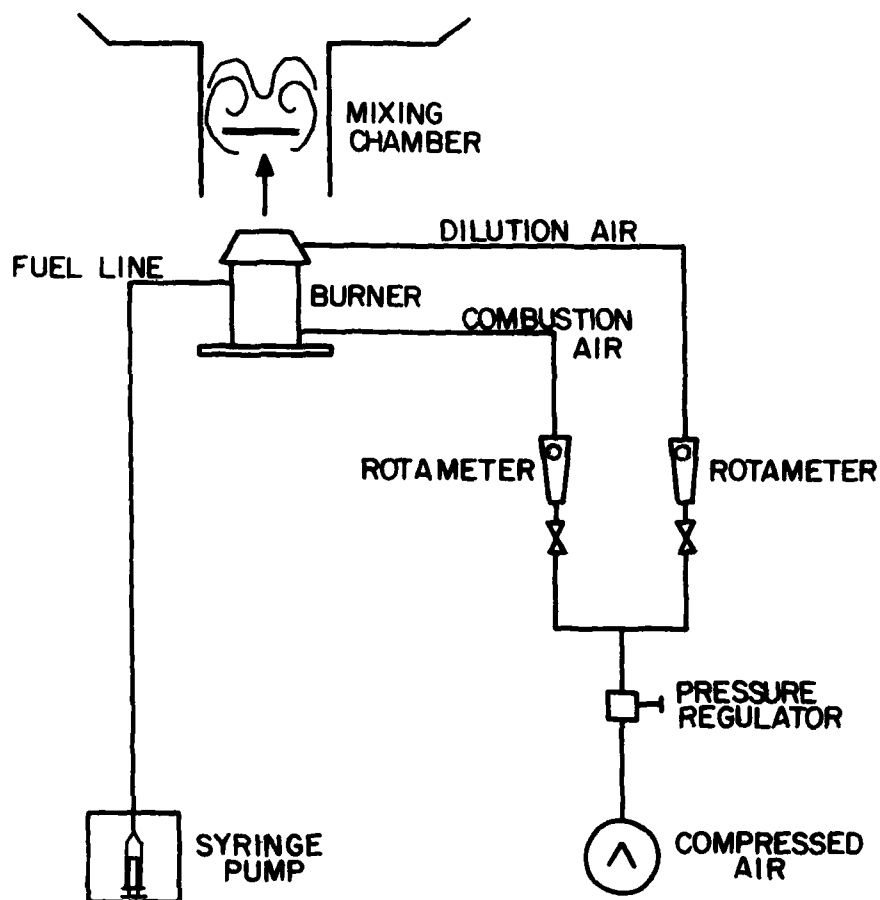 MIXING
CHAMBER
DILUTION AIR
FUEL LINE
BURNER
COMBUSTION
AIR
ROTAMETER
ROTAMETER
PRESSURE
REGULATOR
SYRINGE
PUMP
COMPRESSED
AIR